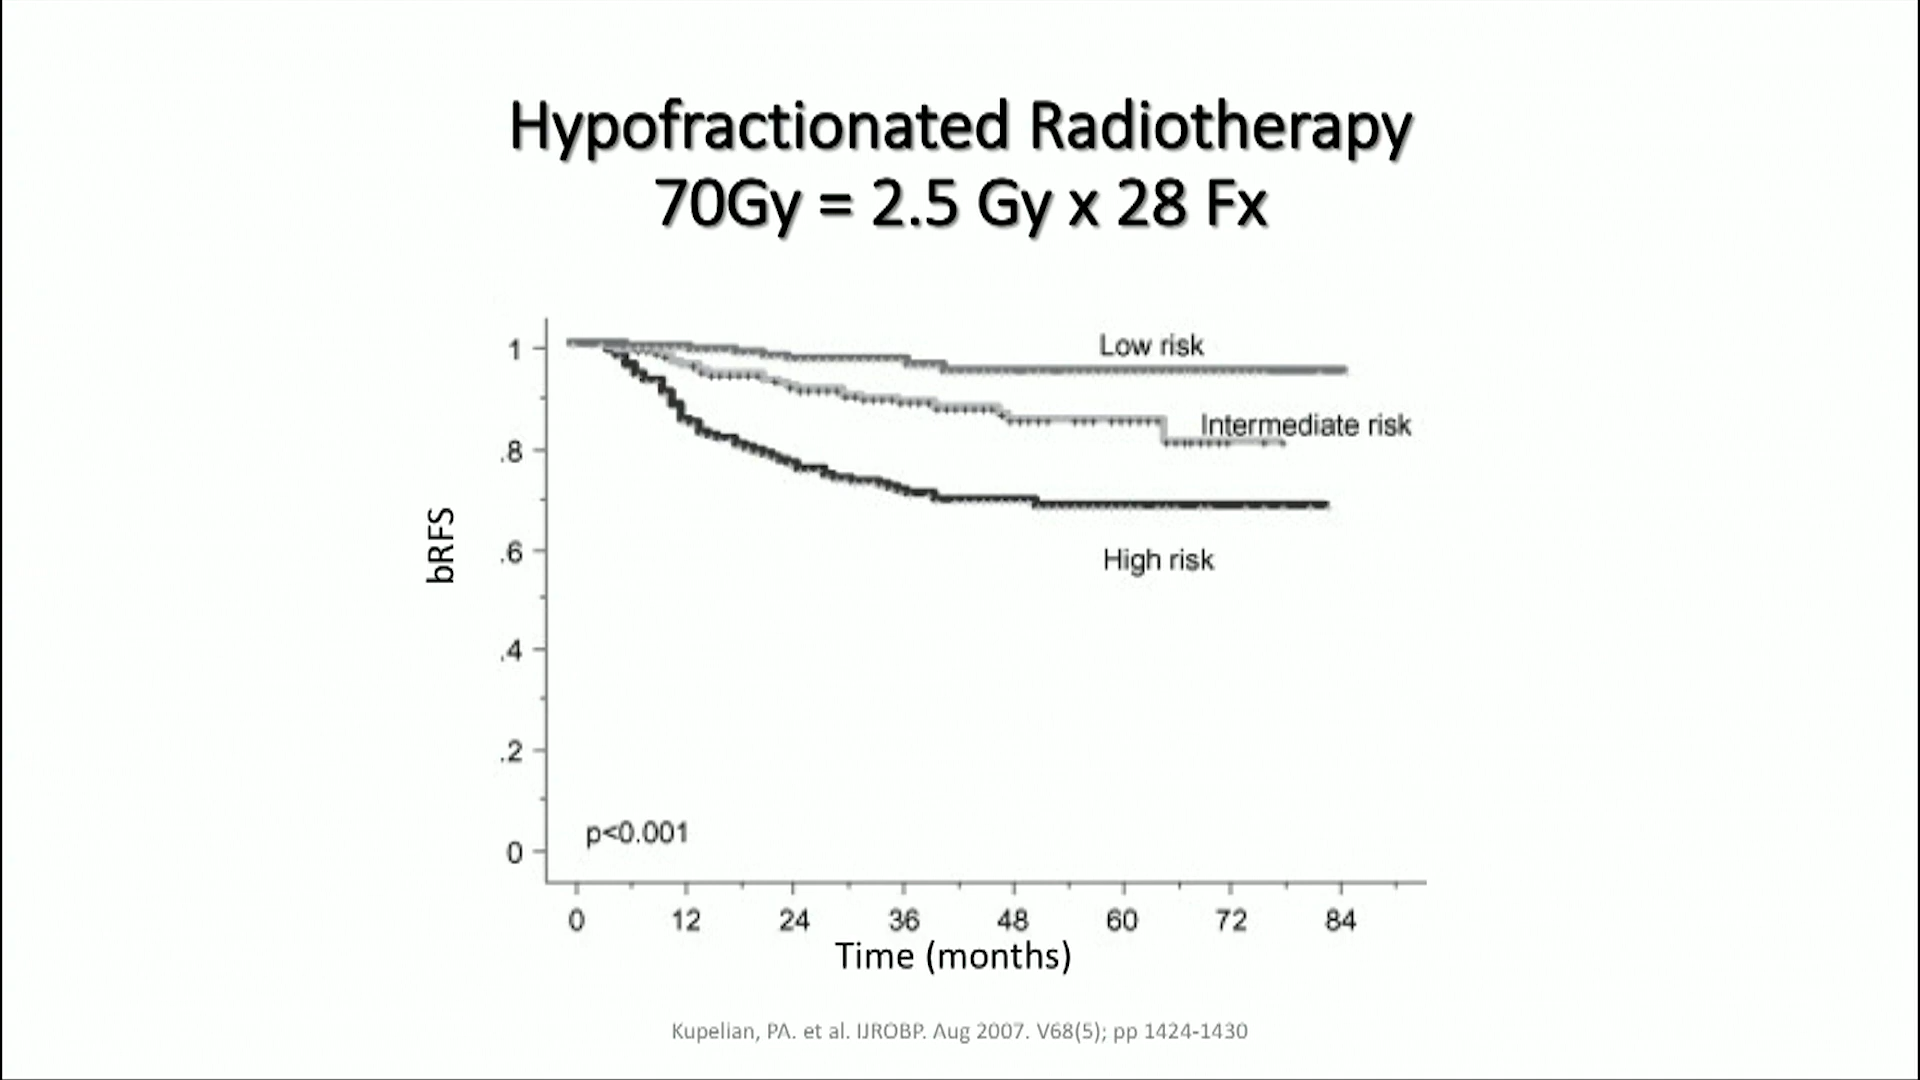 Hypofractionated Radiotherapy
70Gy = 2.5 Gy x 28 Fx
Low risk
Intermediate risk
High risk
bRFS
1
.8
.6
.4
.2
0
p<0.001
0 12 24 36 48 60 72 84
Time (months)
Kupelian, PA. et al. IJROBP. Aug 2007. V68(5); pp 1424-1430